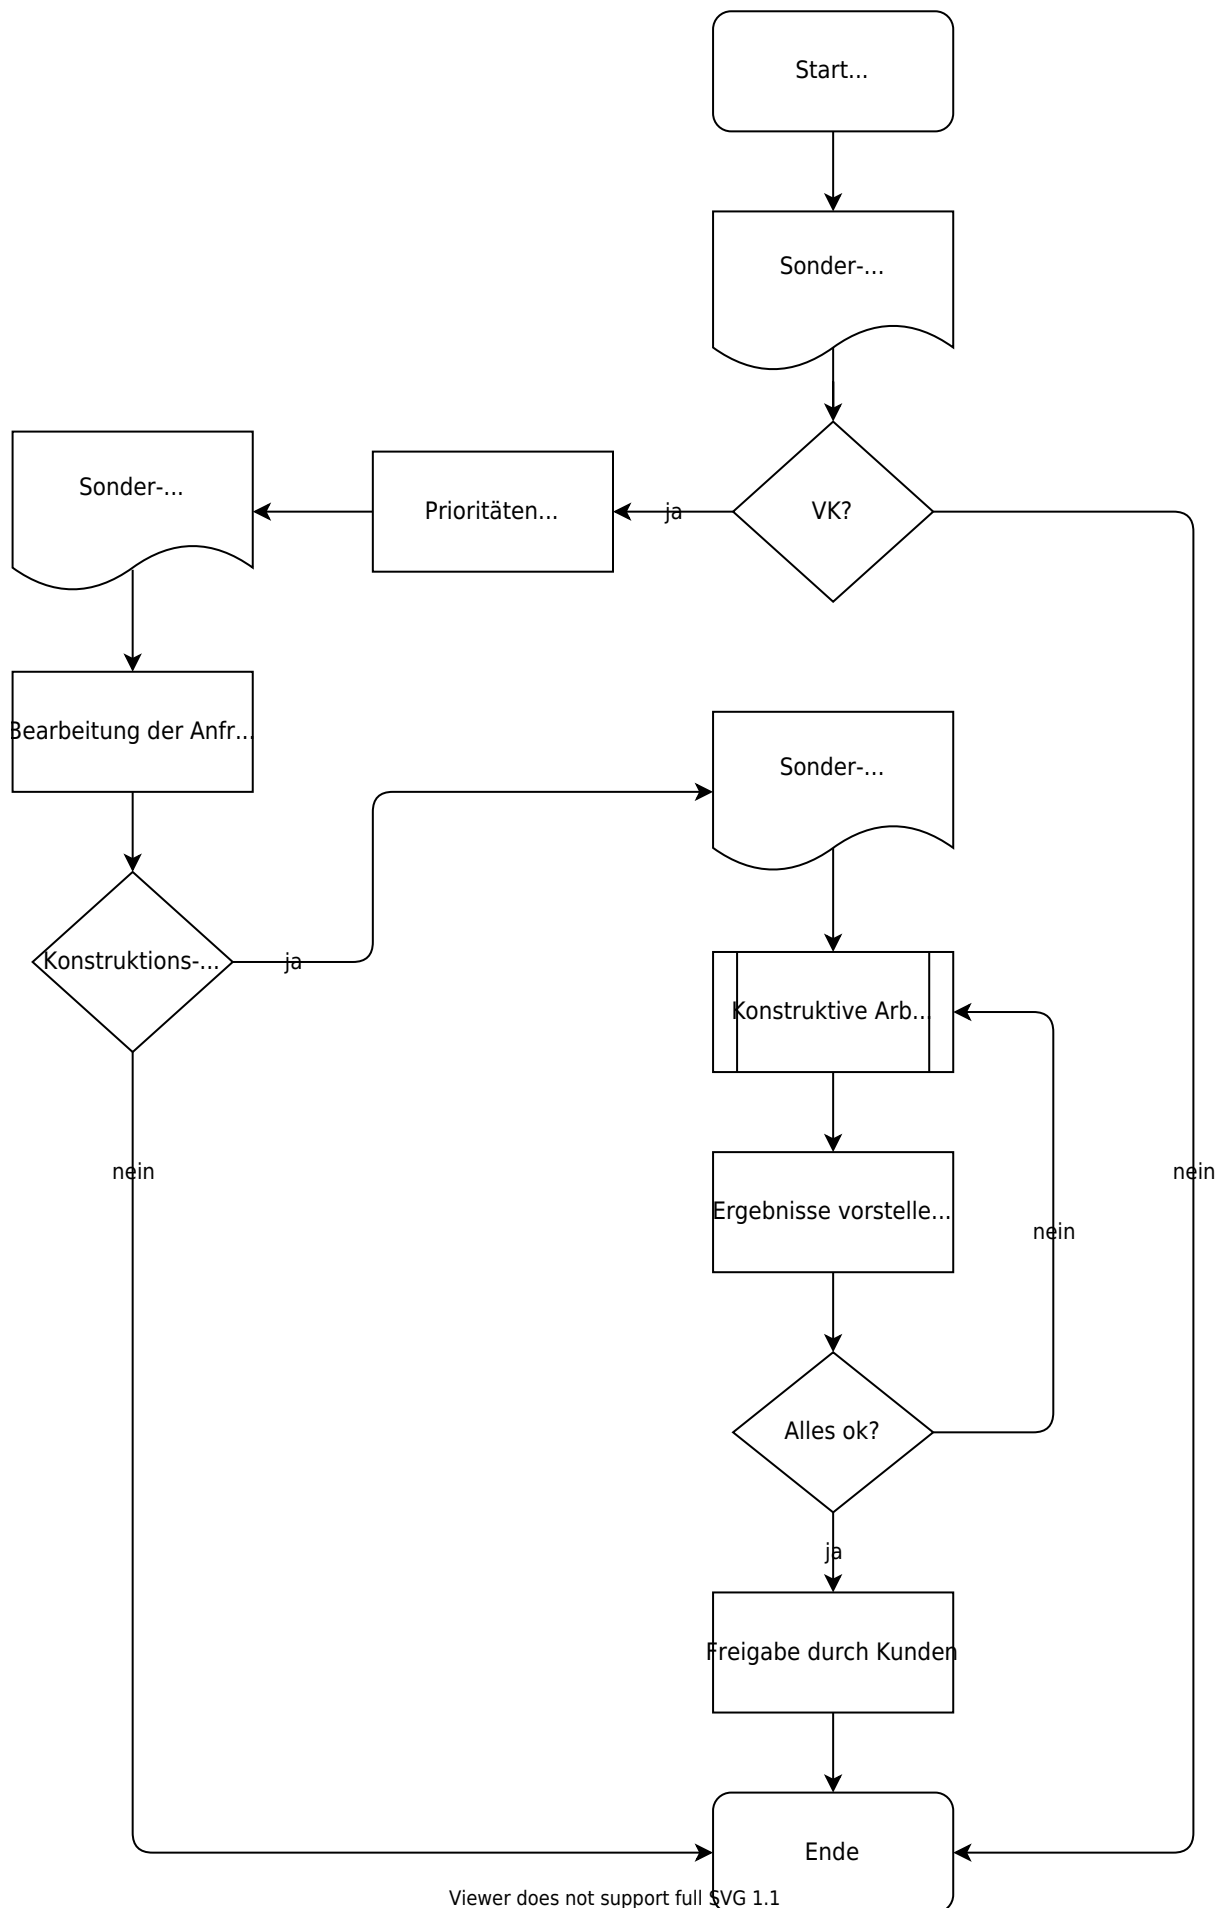 Start...
Sonder-...
Sonder-...
Prioritäten...
ja
VK?
Bearbeitung der Anfr...
Sonder-...
Konstruktions-...
ja
Konstruktive Arb...
nein
nein
Ergebnisse vorstelle...
nein
Alles ok?
ja
Freigabe durch Kunden
Ende
Viewer does not support full SVG 1.1